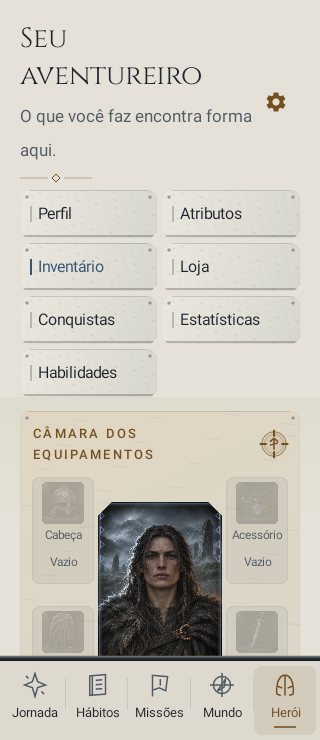 Seu
aventureiro
O que você faz encontra forma
aqui.
Perfil
Atributos
Inventário
Loja
Conquistas
Estatísticas
Habilidades
CÂMARA DOS
EQUIPAMENTOS
Cabeça
Vazio
Acessório
Vazio
Jornada
Hábitos
Missões
Mundo
Herói